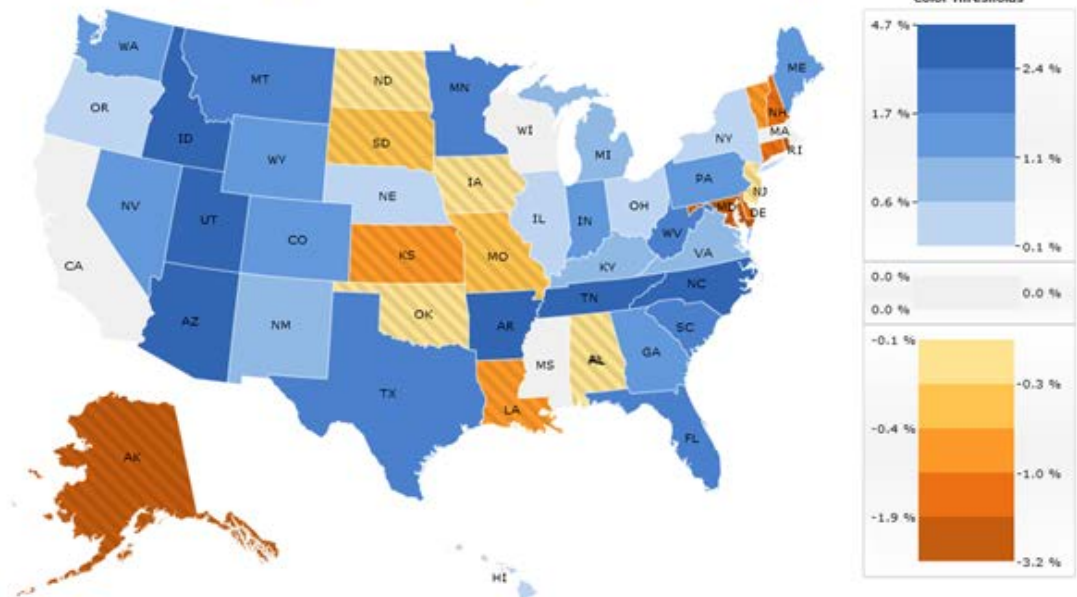 Color Thresholds
4.7 %
2.4 %
1.7 %
1.1 %
0.6 %
0.1 %
0.0 %
0.0 %
0.0 %
-0.1 %
-0.3 %
-0.4 %
-1.0 %
-1.9 %
-3.2 %
WA
MT
ND
MN
ME
OR
ID
SD
WI
NH
NY
MA
RI
WY
MI
IA
PA
NJ
NE
NV
UT
CO
IL
IN
OH
MD
DE
WV
CA
KS
MO
KY
VA
AZ
NM
OK
AR
TN
NC
SC
TX
LA
MS
AL
GA
FL
AK
HI